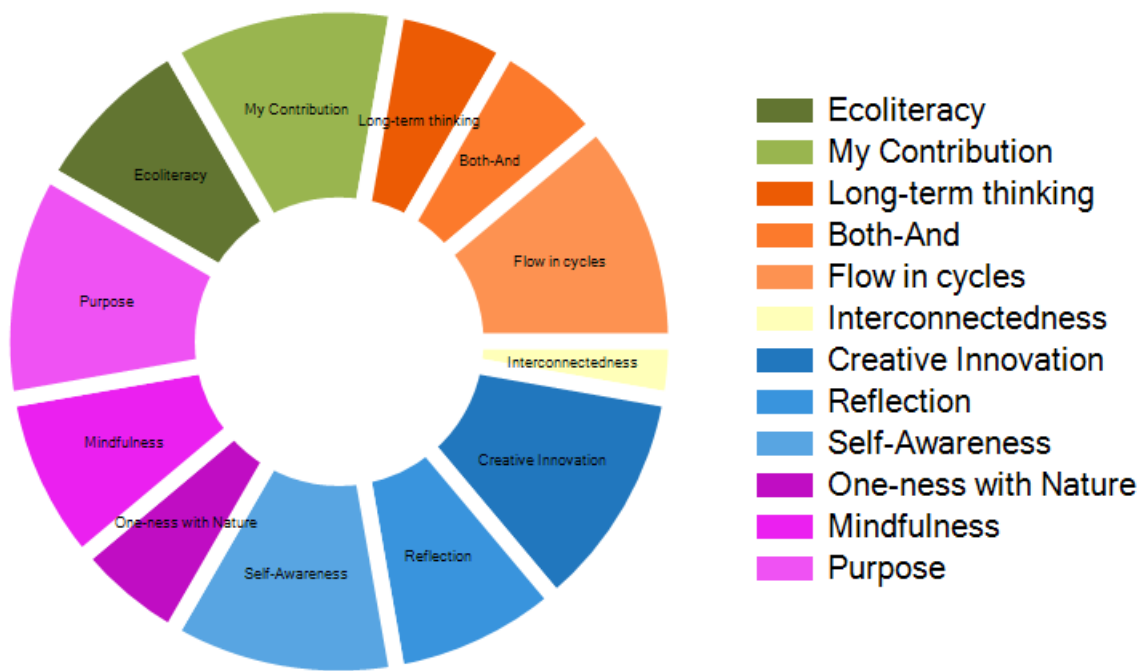 My Contribution
Long-term thinking
Both-And
Ecoliteracy
Flow in cycles
Purpose
Interconnectedness
Mindfulness
Creative Innovation
One-ness with Nature
Reflection
Self-Awareness
Ecoliteracy
My Contribution
Long-term thinking
Both-And
Flow in cycles
Interconnectedness
Creative Innovation
Reflection
Self-Awareness
One-ness with Nature
Mindfulness
Purpose